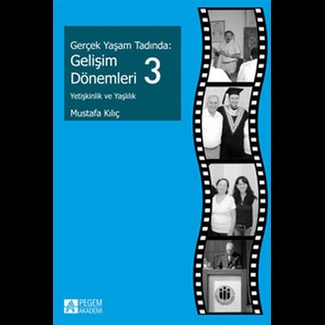 Gerçek Yaşam Tadında:
Gelişim
Dönemleri 3
Yetişkinlik ve Yaşlılık
Mustafa Kılıç
PEGEM
AKADEMİ